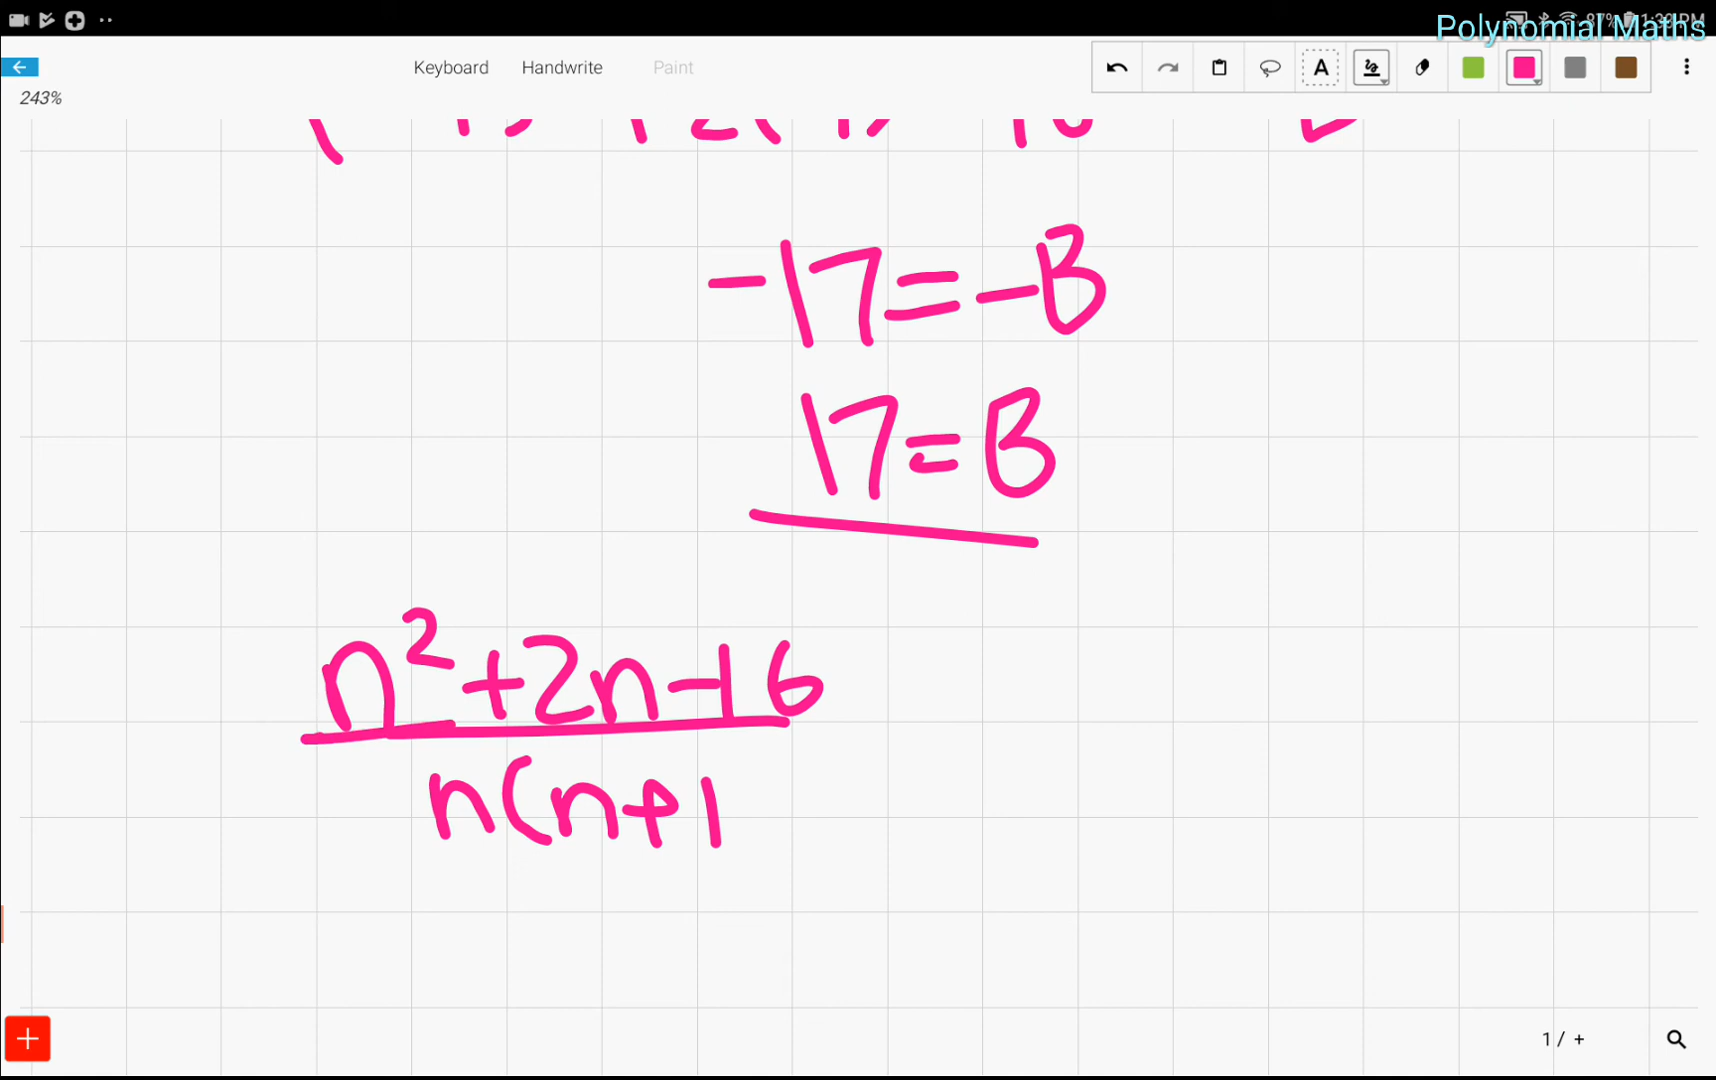 Polynomial Maths
Keyboard Handwrite Paint A
243%
-17=-B
17=B
n²+2n-16
n(n+1
1 / +